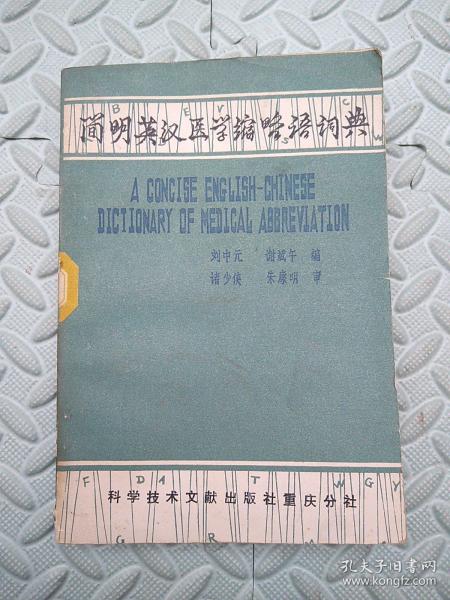 B E V C
简明英汉医学缩略语词典
S W
A CONCISE ENGLISH-CHINESE
DICTIONARY OF MEDICAL ABBREVIATION
刘中元 谢斌午 编
诸少侠 朱康明 审
F D A T W G Y
科学技术文献出版社重庆分社
G R M
孔夫子旧书网
www.kongfz.com